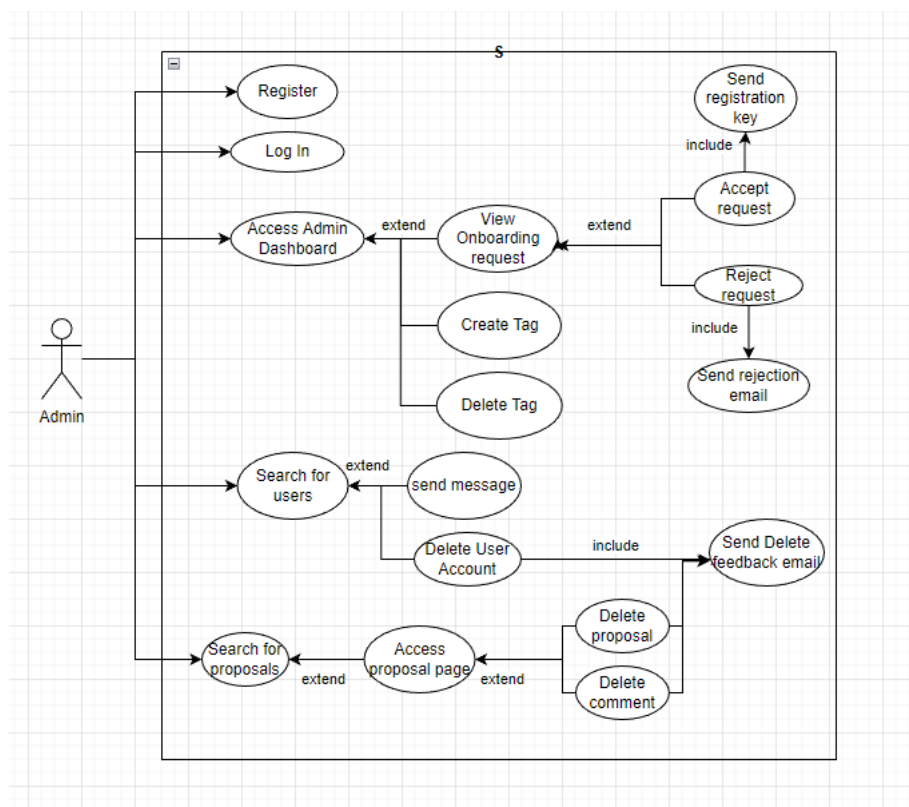 S
Register
Log In
Access Admin
Dashboard
extend
View
Onboarding
request
extend
Send
registration
key
include
Accept
request
Reject
request
include
Send rejection
email
Create Tag
Delete Tag
Admin
Search for
users
extend
send message
Delete User
Account
include
Send Delete
feedback email
Search for
proposals
extend
Access
proposal page
extend
Delete
proposal
Delete
comment